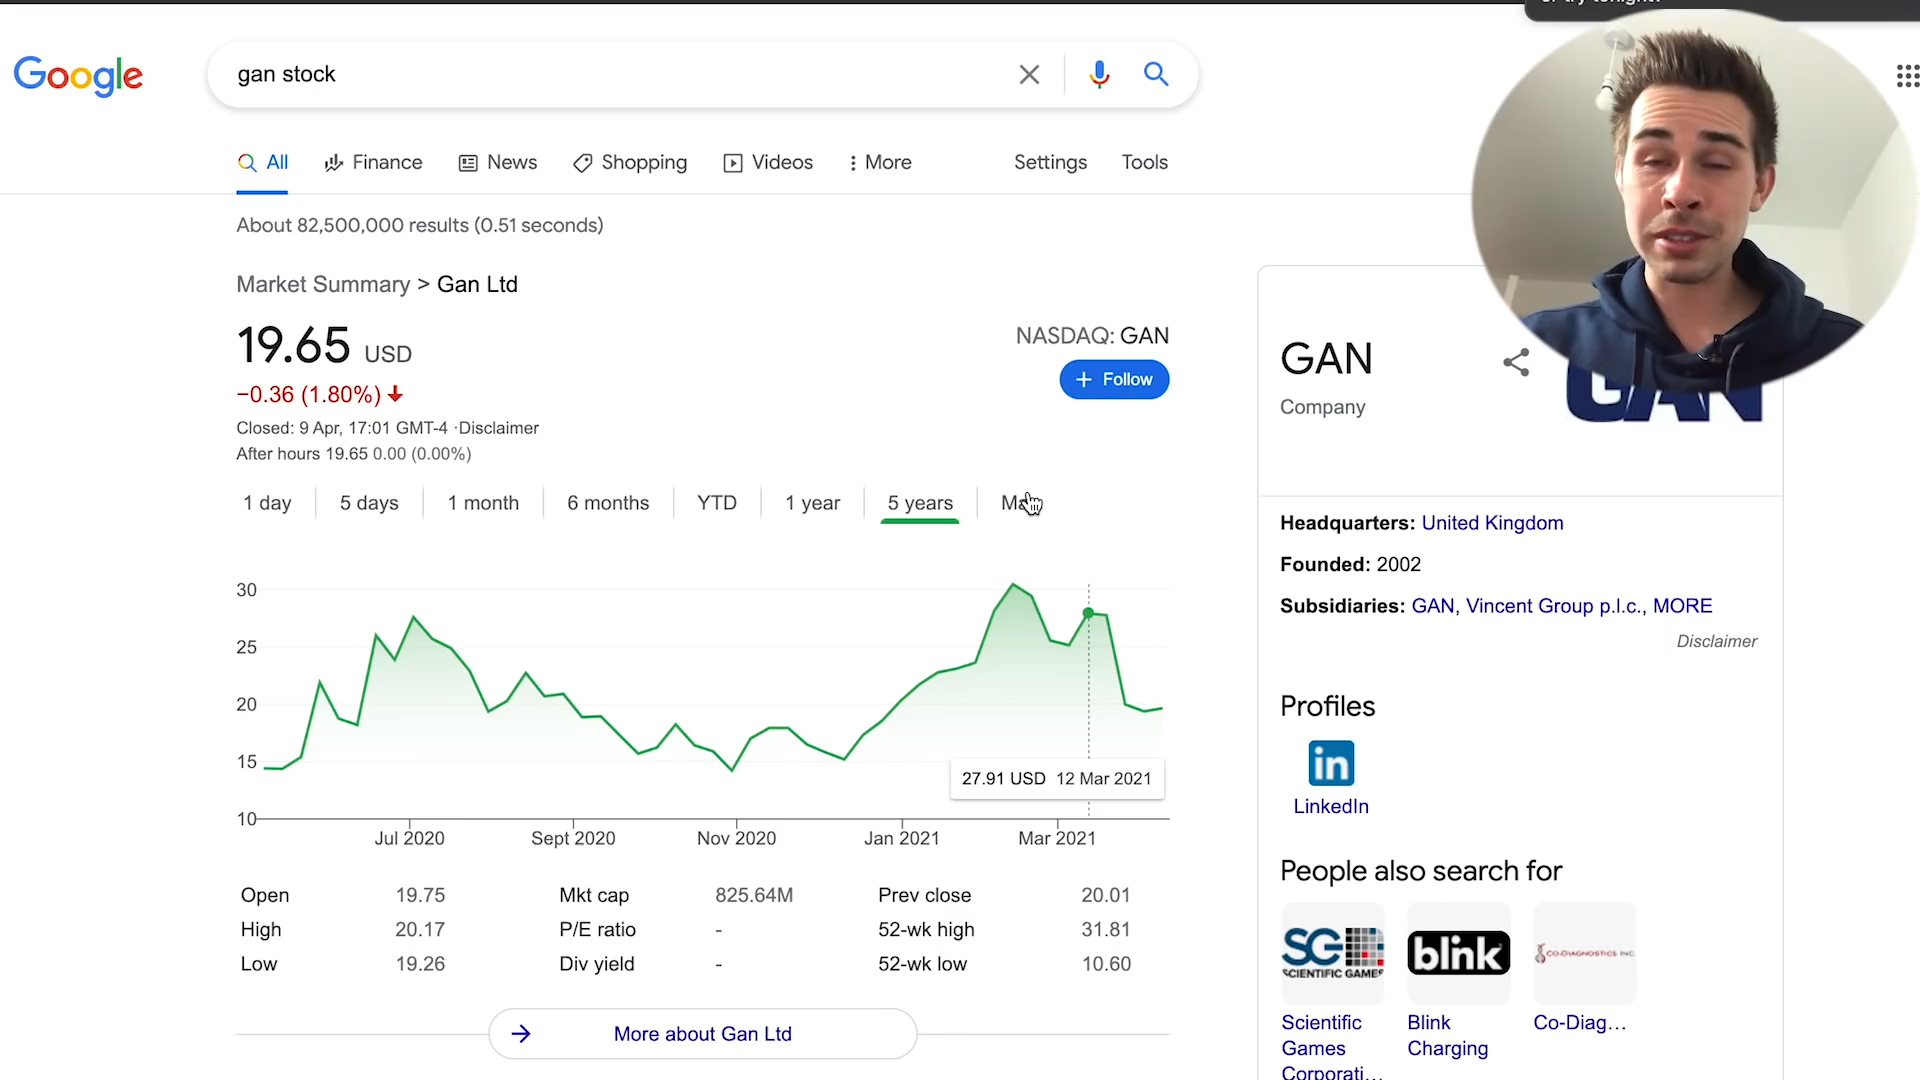 Google
gan stock
All Finance News Shopping Videos More Settings Tools
About 82,500,000 results (0.51 seconds)
Market Summary > Gan Ltd
19.65 USD
NASDAQ: GAN
−0.36 (1.80%)
+ Follow
Closed: 9 Apr, 17:01 GMT-4 ·Disclaimer
After hours 19.65 0.00 (0.00%)
1 day 5 days 1 month 6 months YTD 1 year 5 years
30
25
20
15
10
27.91 USD 12 Mar 2021
Jul 2020 Sept 2020 Nov 2020 Jan 2021 Mar 2021
Open 19.75 Mkt cap 825.64M Prev close 20.01
High 20.17 P/E ratio - 52-wk high 31.81
Low 19.26 Div yield - 52-wk low 10.60
More about Gan Ltd
GAN
Company
GAN
Headquarters: United Kingdom
Founded: 2002
Subsidiaries: GAN, Vincent Group p.l.c., MORE
Disclaimer
Profiles
in
LinkedIn
People also search for
SG
SCIENTIFIC GAMES
blink
CO-DIAGNOSTICS INC.
Scientific
Games
Corporati...
Blink
Charging
Co-Diag...